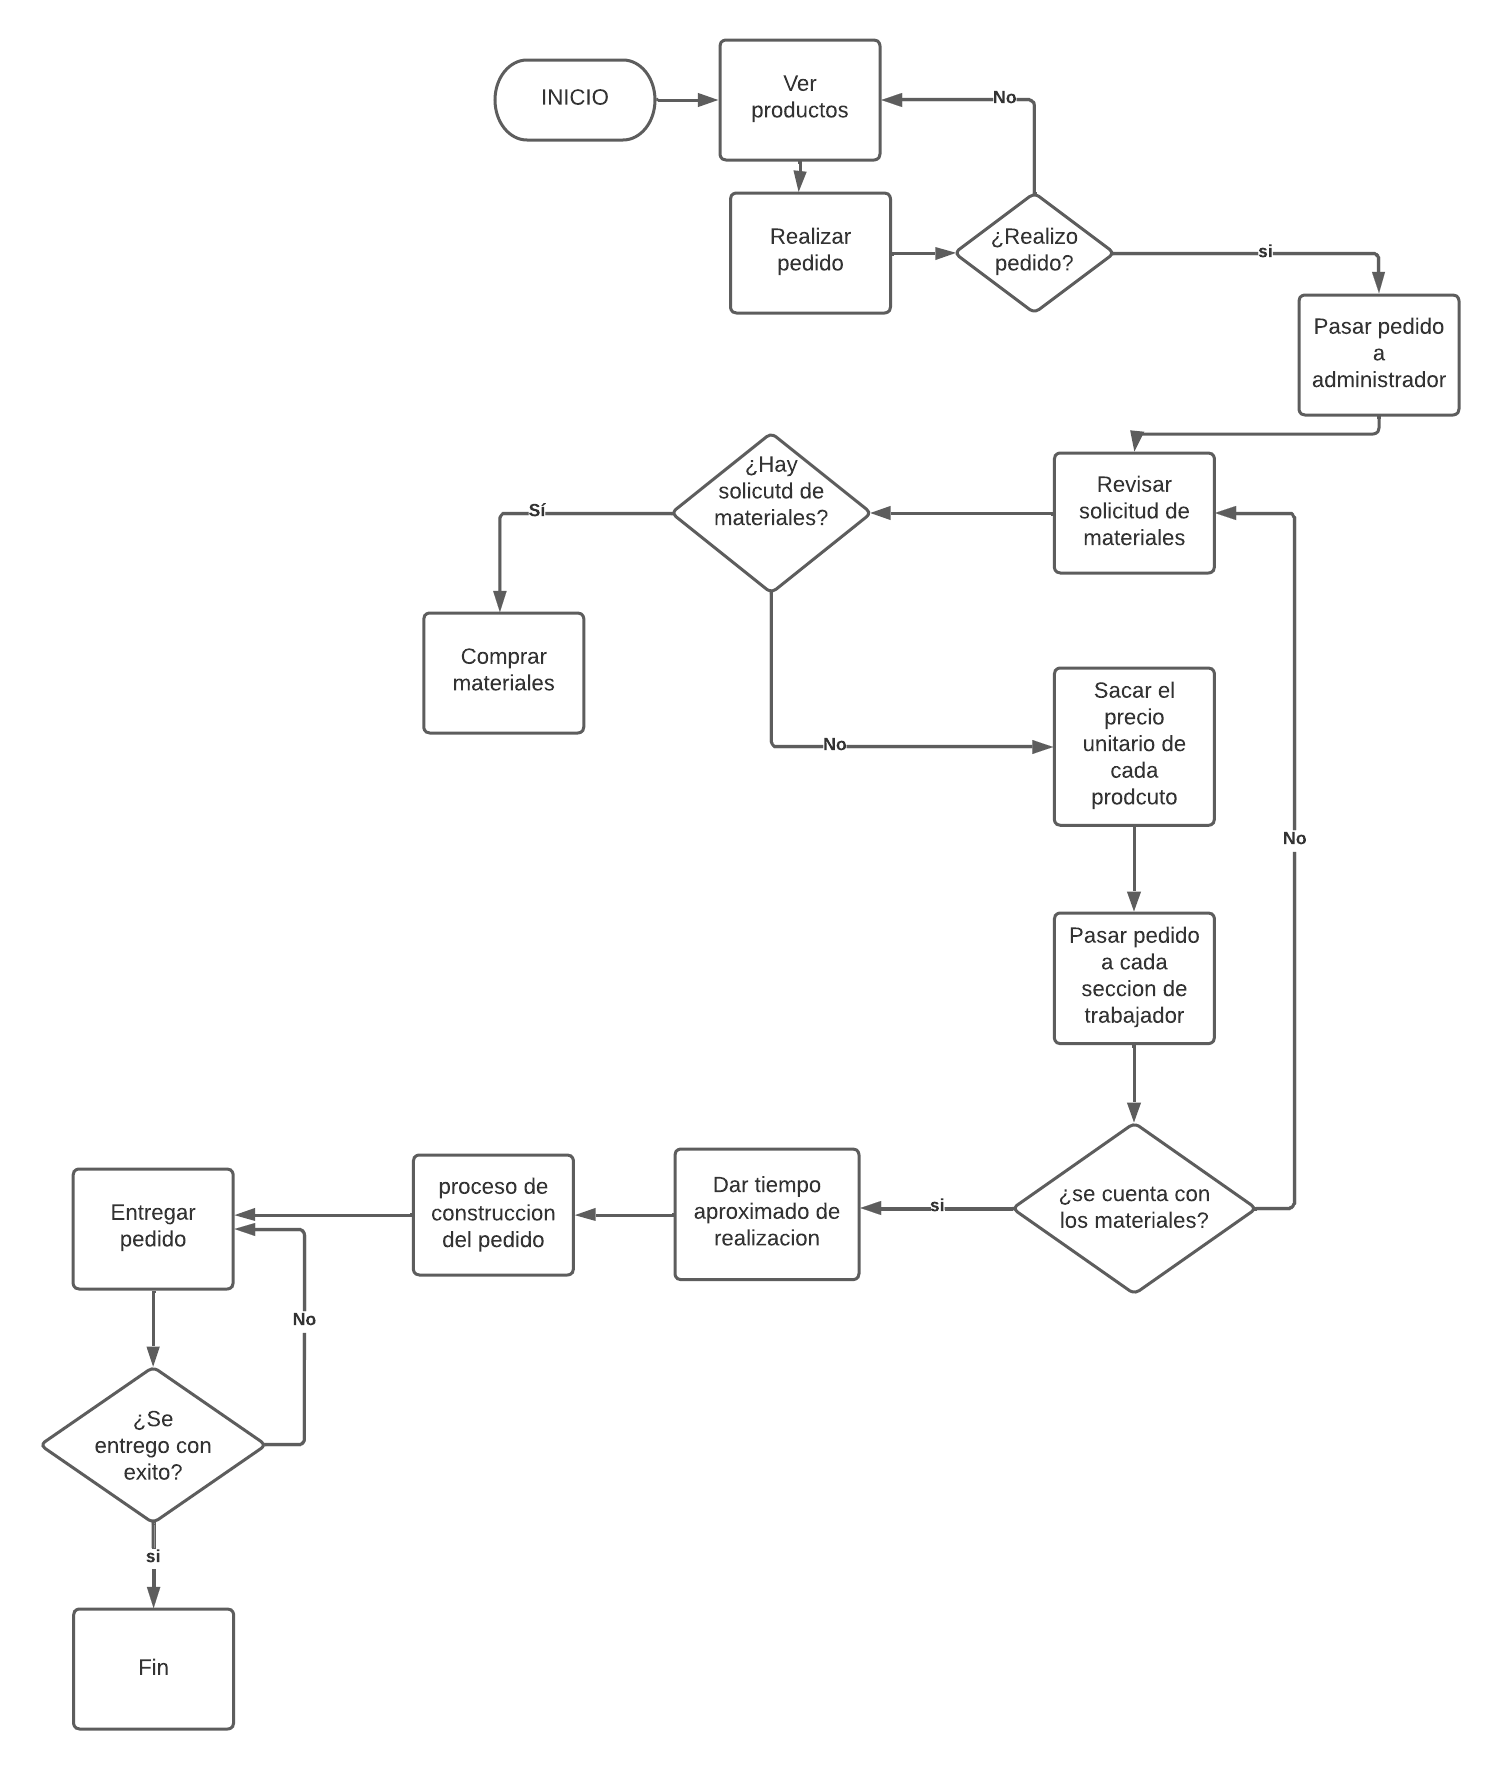 INICIO
Ver
productos
No
Realizar
pedido
¿Realizo
pedido?
si
Pasar pedido
a
administrador
Revisar
solicitud de
materiales
¿Hay
solicutd de
materiales?
Sí
Comprar
materiales
No
Sacar el
precio
unitario de
cada
prodcuto
No
Pasar pedido
a cada
seccion de
trabajador
¿se cuenta con
los materiales?
si
Dar tiempo
aproximado de
realizacion
proceso de
construccion
del pedido
Entregar
pedido
No
¿Se
entrego con
exito?
si
Fin